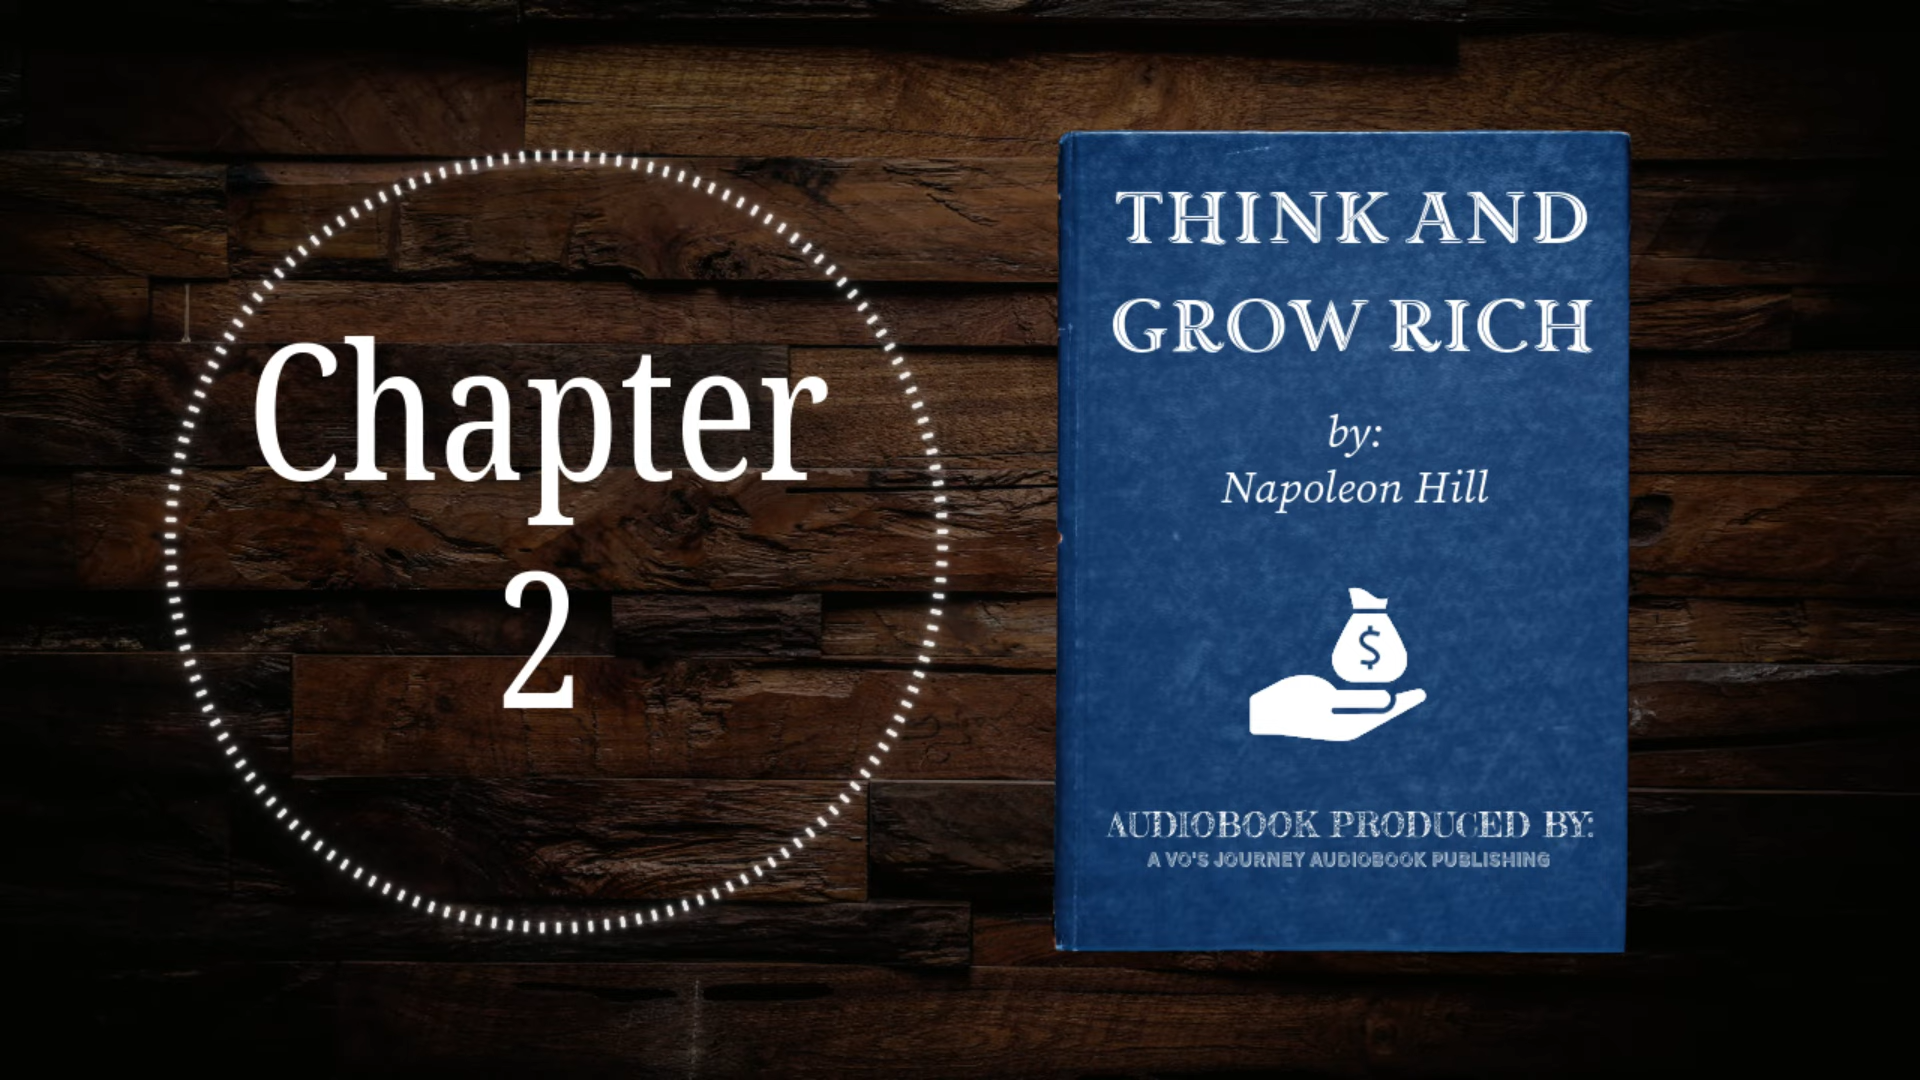 Chapter
2
THINK AND
GROW RICH
by:
Napoleon Hill
$
AUDIOBOOK PRODUCED BY:
A VO'S JOURNEY AUDIOBOOK PUBLISHING